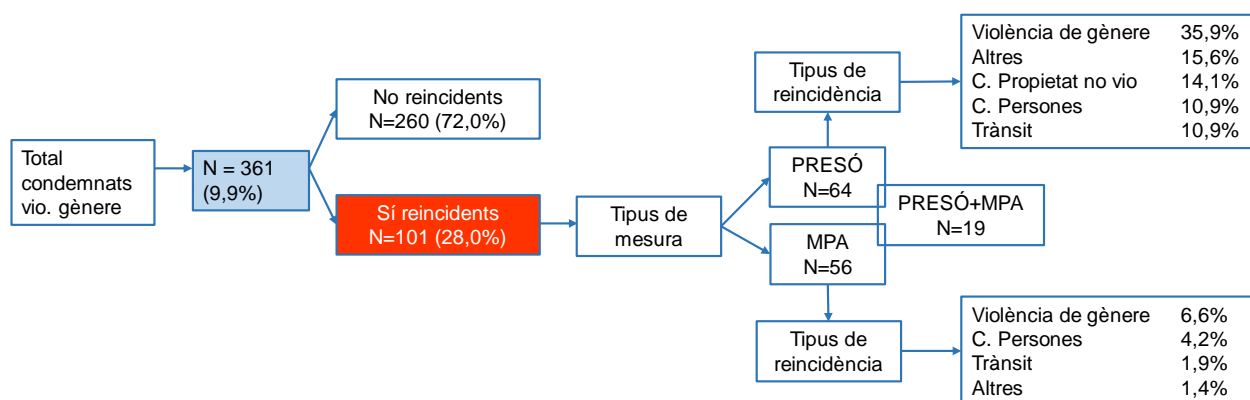 Total
condemnats
vio. gènere
N = 361
(9,9%)
No reincidents
N=260 (72,0%)
Sí reincidents
N=101 (28,0%)
Tipus de
mesura
PRESÓ
N=64
PRESÓ+MPA
N=19
MPA
N=56
Tipus de
reincidència
Violència de gènere 35,9%
Altres 15,6%
C. Propietat no vio 14,1%
C. Persones 10,9%
Trànsit 10,9%
Tipus de
reincidència
Violència de gènere 6,6%
C. Persones 4,2%
Trànsit 1,9%
Altres 1,4%